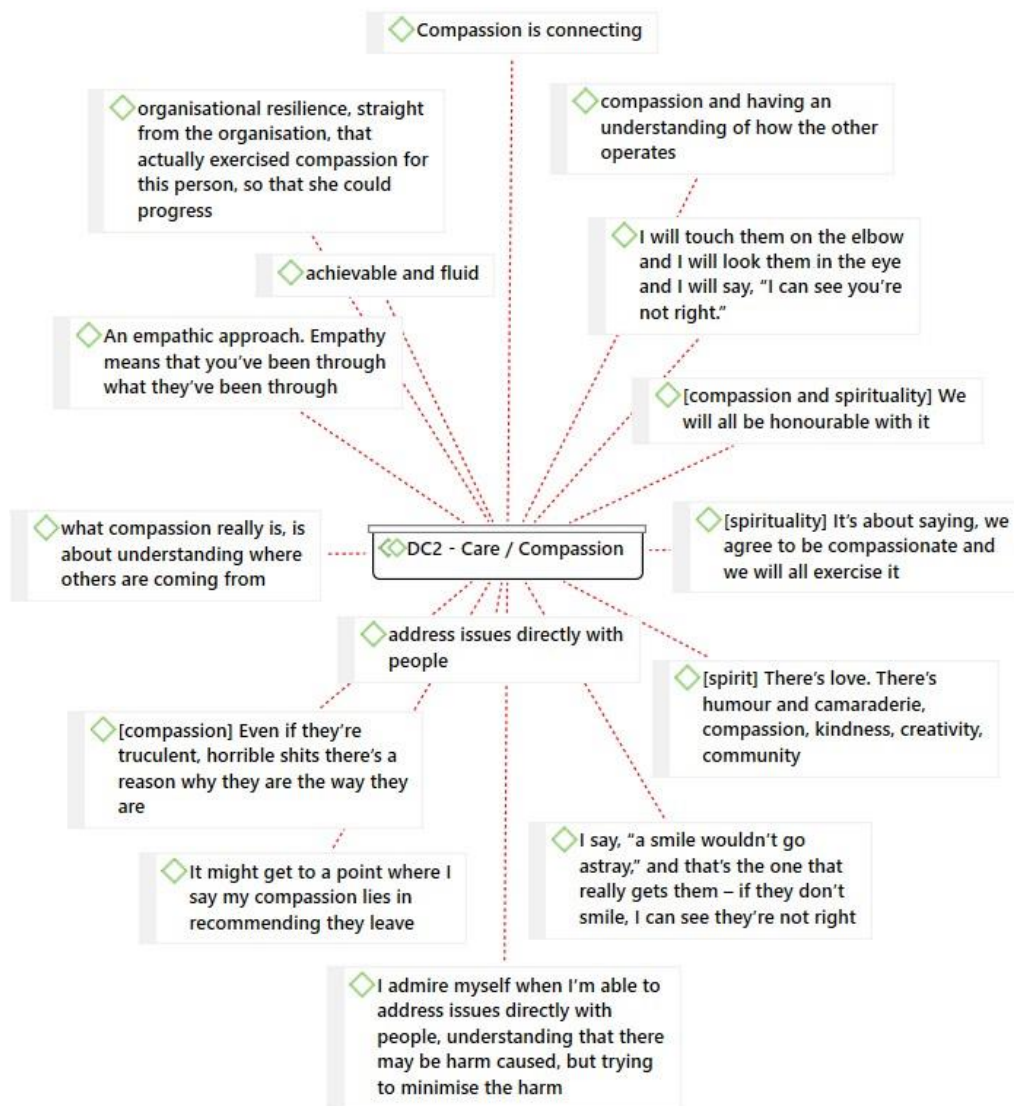 Compassion is connecting
organisational resilience, straight
from the organisation, that
actually exercised compassion for
this person, so that she could
progress
compassion and having an
understanding of how the other
operates
achievable and fluid
I will touch them on the elbow
and I will look them in the eye
and I will say, “I can see you’re
not right.”
An empathic approach. Empathy
means that you’ve been through
what they’ve been through
[compassion and spirituality] We
will all be honourable with it
what compassion really is, is
about understanding where
others are coming from
DC2 - Care / Compassion
[spirituality] It’s about saying, we
agree to be compassionate and
we will all exercise it
address issues directly with
people
[spirit] There’s love. There’s
humour and camaraderie,
compassion, kindness, creativity,
community
[compassion] Even if they’re
truculent, horrible shits there’s a
reason why they are the way they
are
It might get to a point where I
say my compassion lies in
recommending they leave
I say, “a smile wouldn’t go
astray,” and that’s the one that
really gets them – if they don’t
smile, I can see they’re not right
I admire myself when I’m able to
address issues directly with
people, understanding that there
may be harm caused, but trying
to minimise the harm